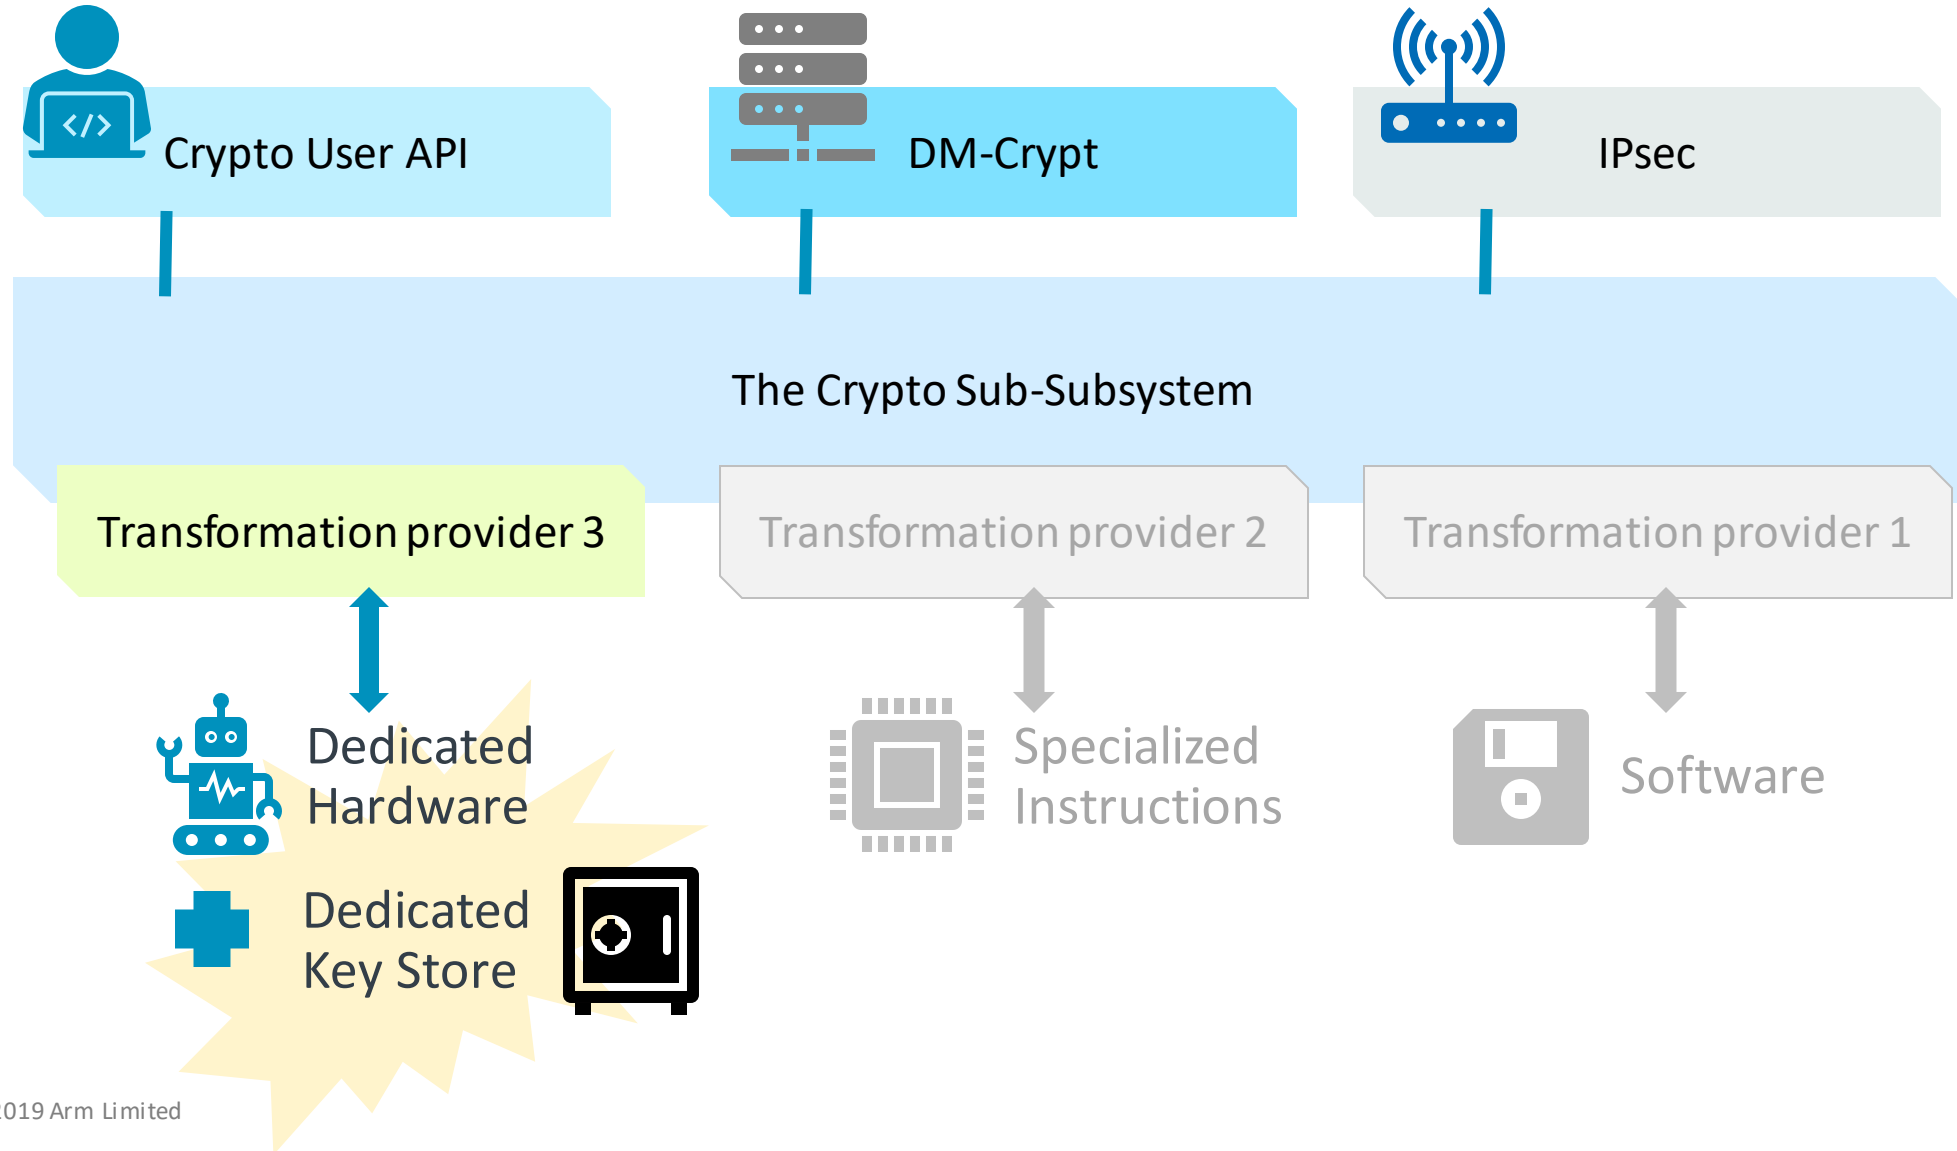 Crypto User API
DM-Crypt
IPsec
The Crypto Sub-Subsystem
Transformation provider 3
Transformation provider 2
Transformation provider 1
Dedicated
Hardware
Specialized
Instructions
Software
Dedicated
Key Store
2019 Arm Limited